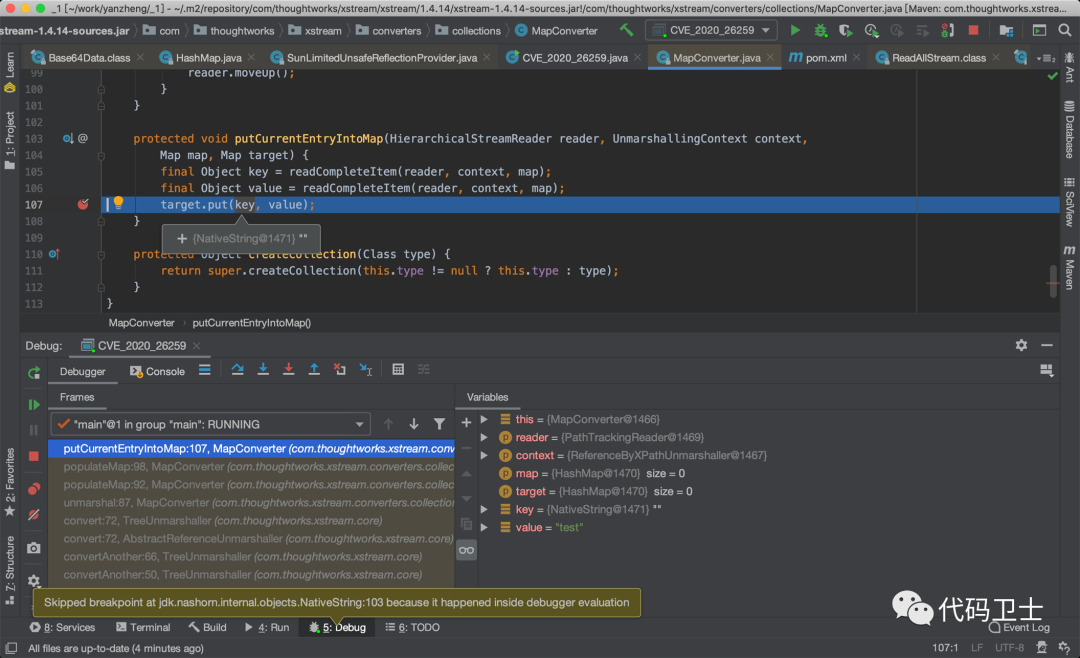 _1 [~/work/yanzheng/_1] - ~/.m2/repository/com/thoughtworks/xstream/xstream/1.4.14/xstream-1.4.14-sources.jar!/com/thoughtworks/xstream/converters/collections/MapConverter.java [Maven: com.thoughtworks.xstream...
stream-1.4.14-sources.jar com thoughtworks xstream converters collections MapConverter CVE_2020_26259
Base64Data.class HashMap.java SunLimitedUnsafeReflectionProvider.java CVE_2020_26259.java MapConverter.java pom.xml ReadAllStream.class
Learn
1: Project
2: Favorites
7: Structure
Ant
Database
SciView
Maven
99 reader.moveUp();
100 }
101 }
102
103 @ protected void putCurrentEntryIntoMap(HierarchicalStreamReader reader, UnmarshallingContext context,
104 Map map, Map target) {
105 final Object key = readCompleteItem(reader, context, map);
106 final Object value = readCompleteItem(reader, context, map);
107 target.put(key, value);
108 }
+ {NativeString@1471} ""
109
110 protected Object createCollection(Class type) {
111 return super.createCollection(this.type != null ? this.type : type);
112 }
113 }
MapConverter › putCurrentEntryIntoMap()
Debug: CVE_2020_26259
Debugger Console
Frames
Variables
"main"@1 in group "main": RUNNING
putCurrentEntryIntoMap:107, MapConverter (com.thoughtworks.xstream.conv
populateMap:98, MapConverter (com.thoughtworks.xstream.converters.collec
populateMap:92, MapConverter (com.thoughtworks.xstream.converters.collec
unmarshal:87, MapConverter (com.thoughtworks.xstream.converters.collection
convert:72, TreeUnmarshaller (com.thoughtworks.xstream.core)
convert:72, AbstractReferenceUnmarshaller (com.thoughtworks.xstream.core)
convertAnother:66, TreeUnmarshaller (com.thoughtworks.xstream.core)
convertAnother:50, TreeUnmarshaller (com.thoughtworks.xstream.core)
this = {MapConverter@1466}
reader = {PathTrackingReader@1469}
context = {ReferenceByXPathUnmarshaller@1467}
map = {HashMap@1470} size = 0
target = {HashMap@1470} size = 0
key = {NativeString@1471} ""
value = "test"
Skipped breakpoint at jdk.nashorn.internal.objects.NativeString:103 because it happened inside debugger evaluation
代码卫士
8: Services Terminal Build 4: Run 5: Debug 6: TODO Event Log
All files are up-to-date (4 minutes ago) 107:1 LF UTF-8